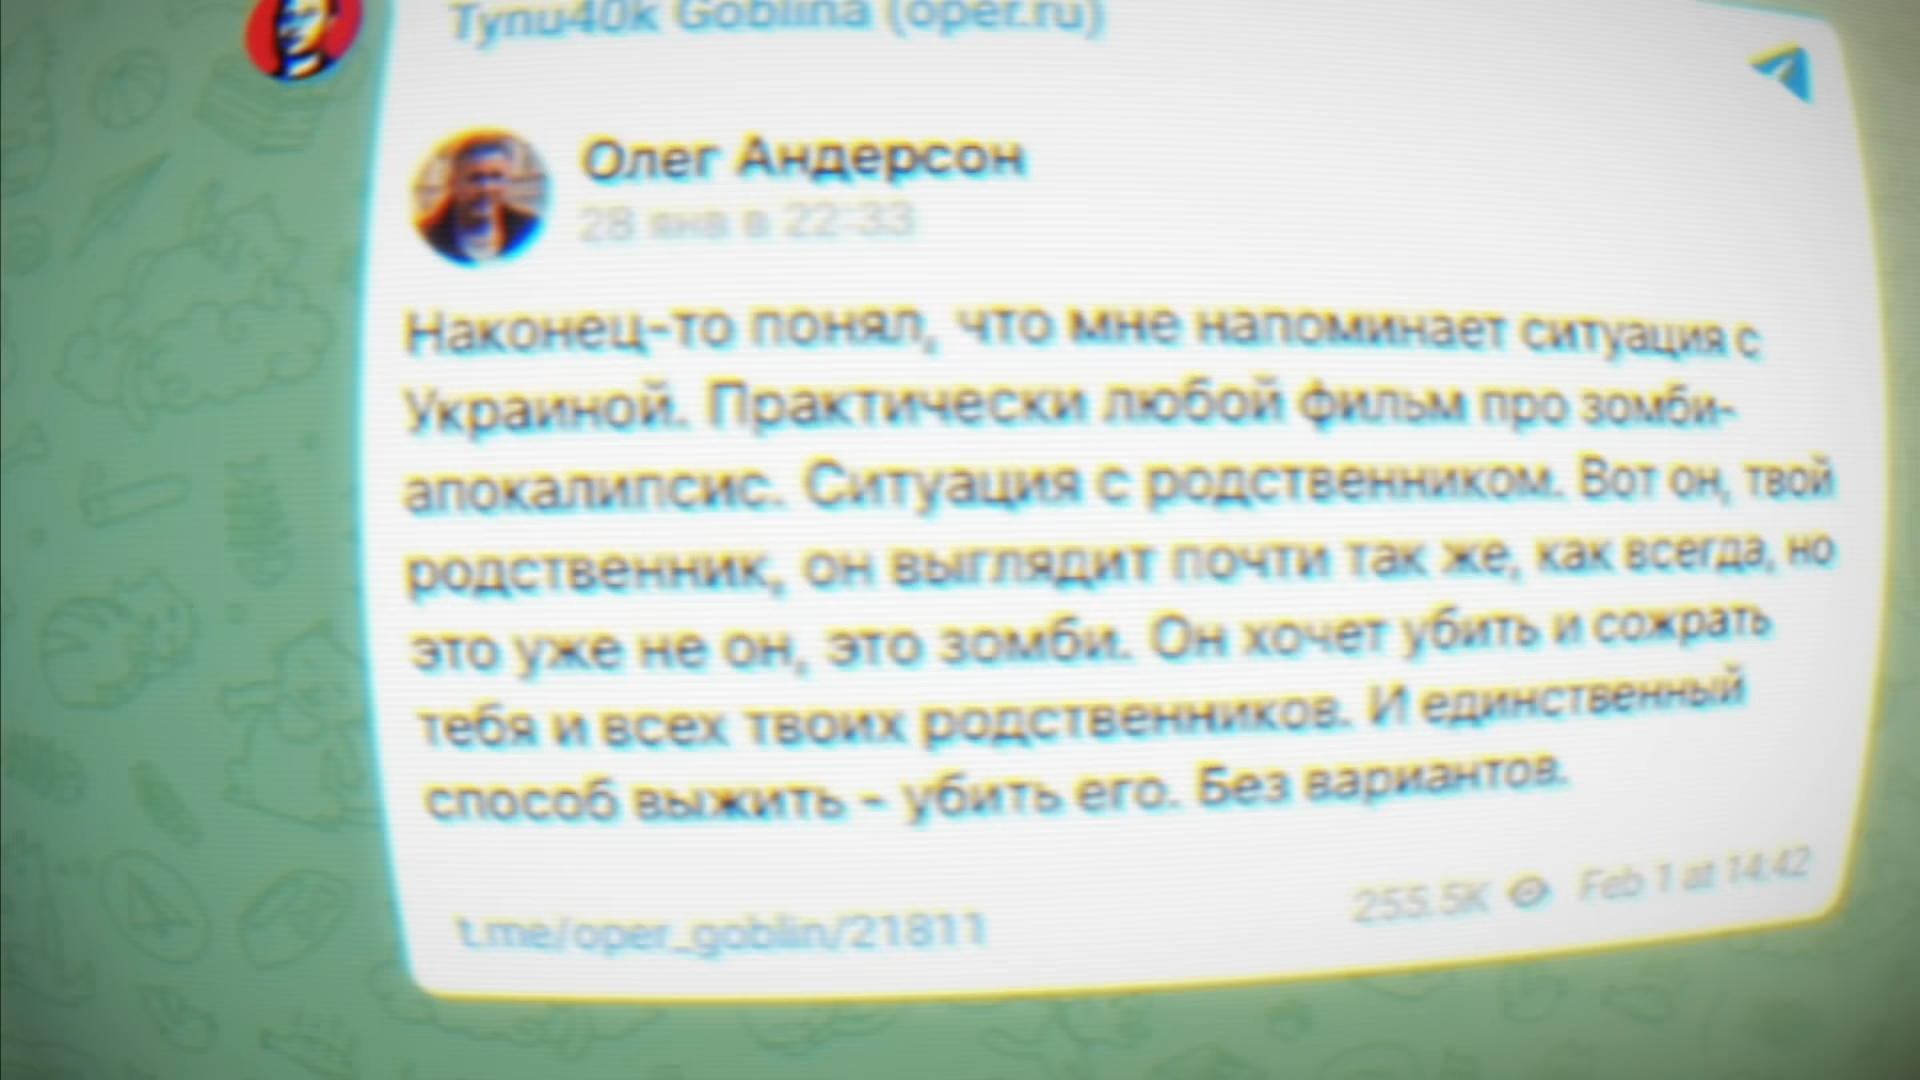 Tynu40k Goblina (oper.ru)
Олег Андерсон
28 янв в 22:33
Наконец-то понял, что мне напоминает ситуация с
Украиной. Практически любой фильм про зомби-
апокалипсис. Ситуация с родственником. Вот он, твой
родственник, он выглядит почти так же, как всегда, но
это уже не он, это зомби. Он хочет убить и сожрать
тебя и всех твоих родственников. И единственный
способ выжить – убить его. Без вариантов.
t.me/oper_goblin/21811
255.5K Feb 1 at 14:42